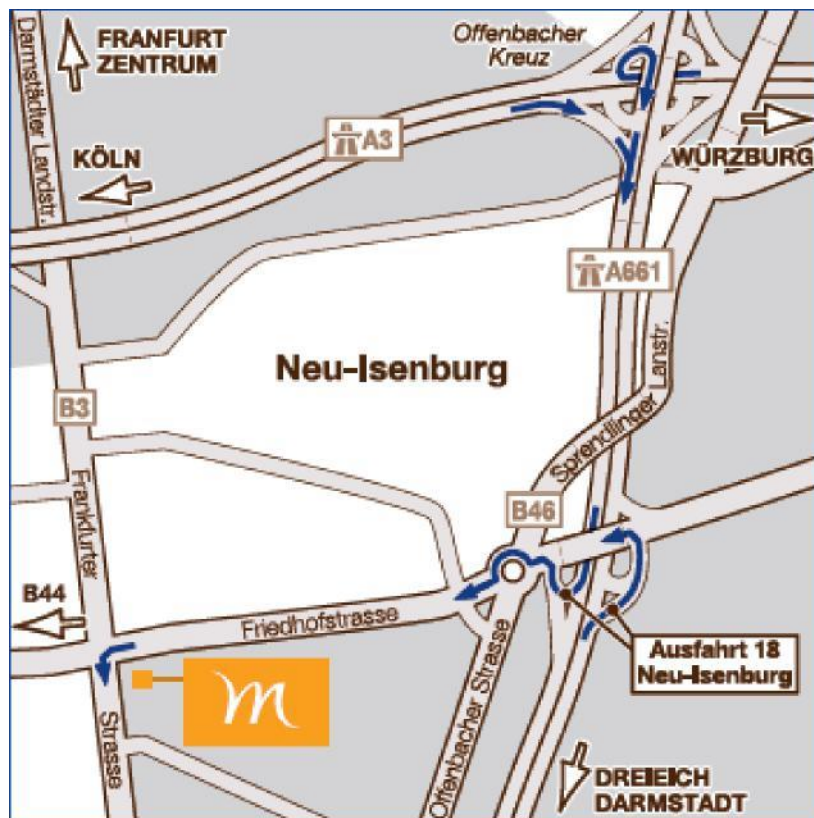 Darmstädter Landstr.
FRANFURT
ZENTRUM
Offenbacher
Kreuz
A3
KÖLN
WÜRZBURG
A661
Neu-Isenburg
Sprendlinger Lanstr.
B3
Frankfurter
B46
B44
Friedhofstrasse
Ausfahrt 18
Neu-Isenburg
m
Strasse
Offenbacher Strasse
DREIEICH
DARMSTADT